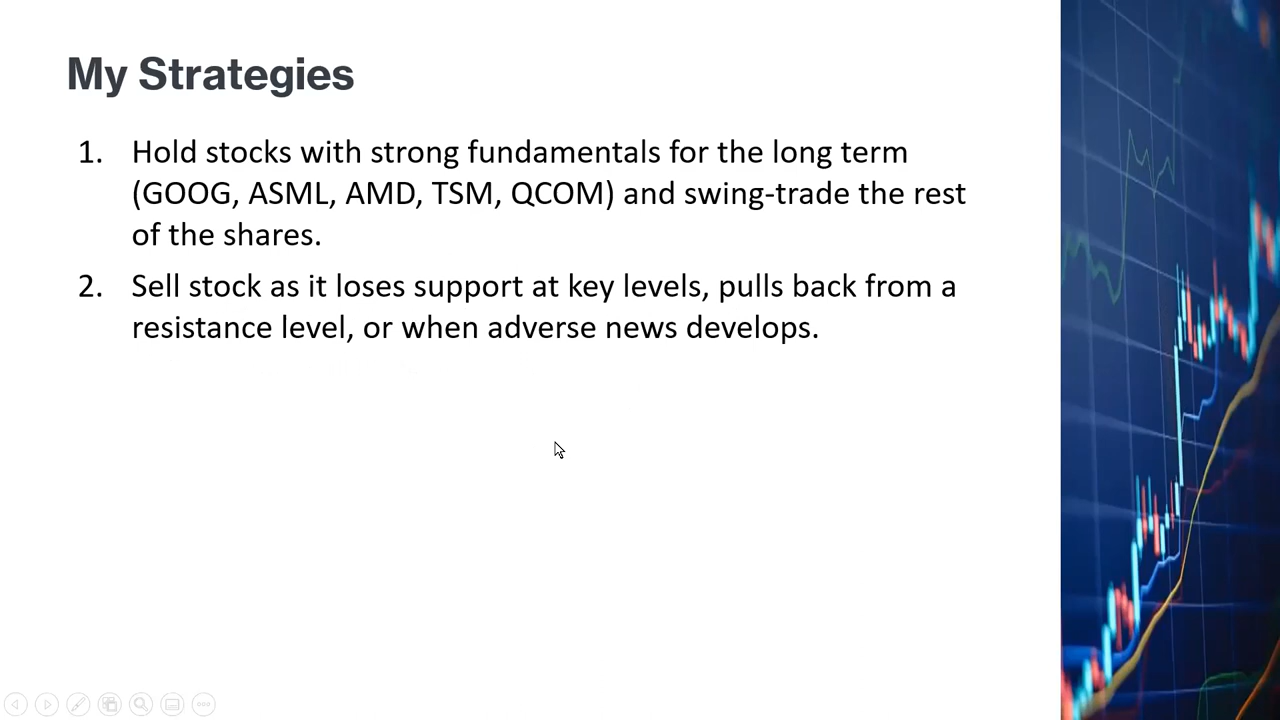 My Strategies
1. Hold stocks with strong fundamentals for the long term
(GOOG, ASML, AMD, TSM, QCOM) and swing-trade the rest
of the shares.
2. Sell stock as it loses support at key levels, pulls back from a
resistance level, or when adverse news develops.